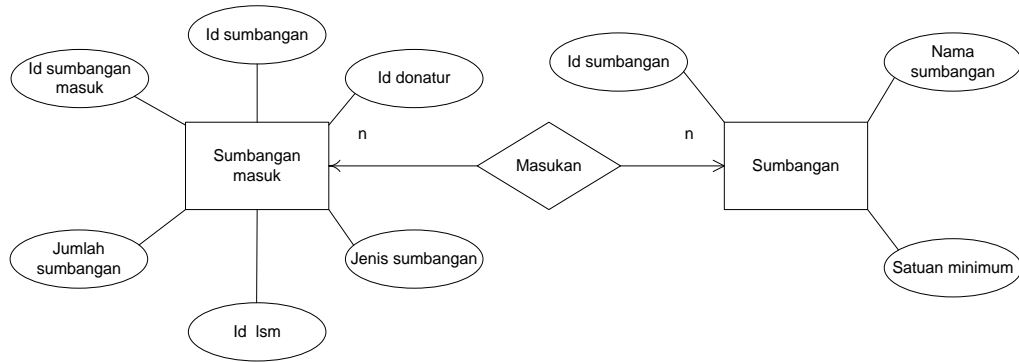 Id sumbangan
Id sumbangan
masuk
Id donatur
Sumbangan
masuk
Jumlah
sumbangan
Id lsm
Jenis sumbangan
n
Masukan
n
Id sumbangan
Nama
sumbangan
Sumbangan
Satuan minimum